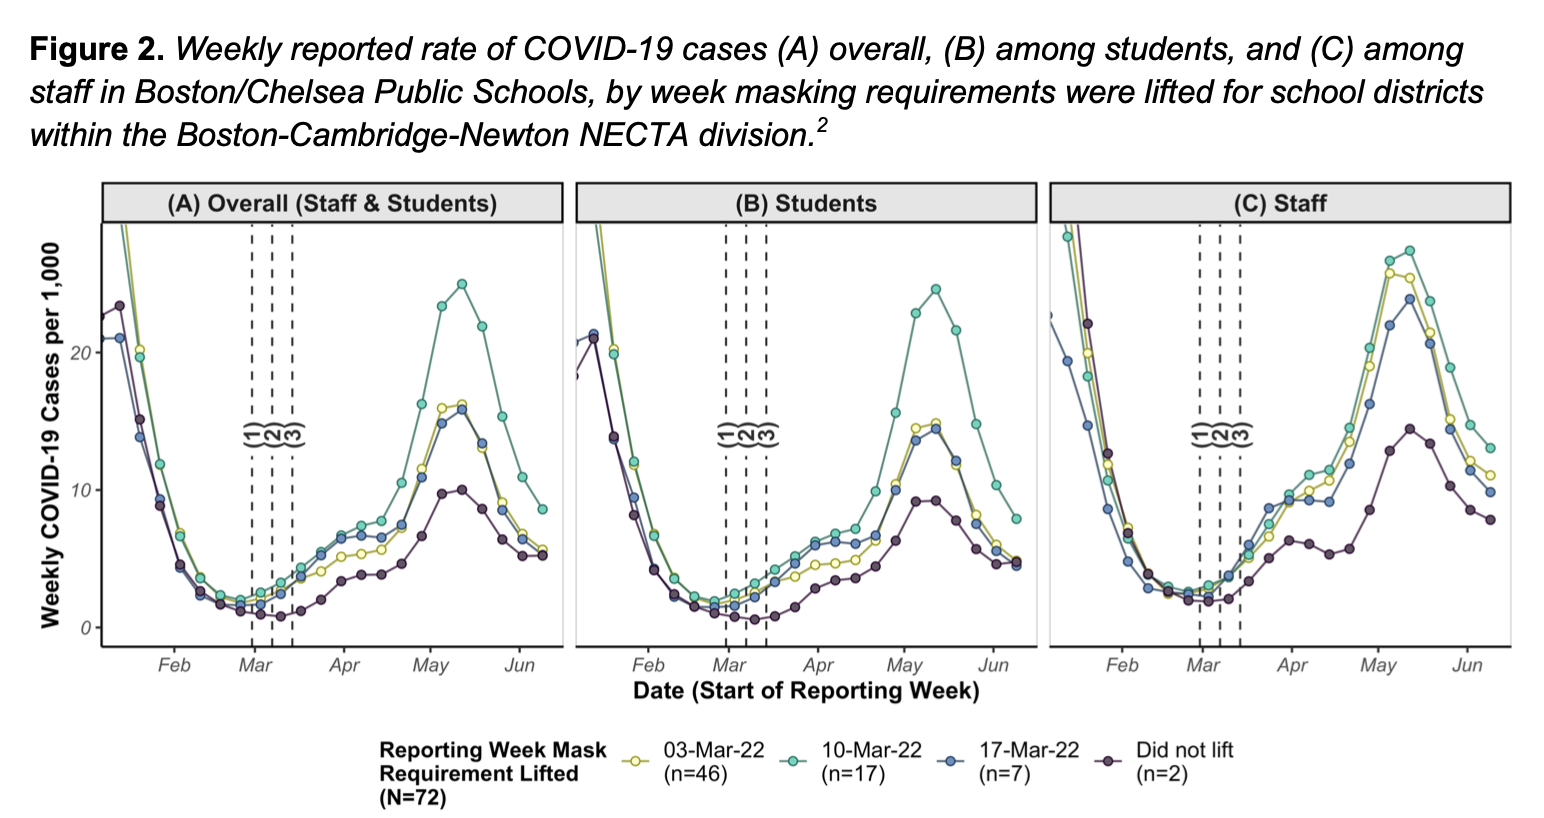 Figure 2. Weekly reported rate of COVID-19 cases (A) overall, (B) among students, and (C) among
staff in Boston/Chelsea Public Schools, by week masking requirements were lifted for school districts
within the Boston-Cambridge-Newton NECTA division.2
(A) Overall (Staff & Students)
(B) Students
(C) Staff
Weekly COVID-19 Cases per 1,000
20
10
0
(1) (2) (3)
(1) (2) (3)
(1) (2) (3)
Feb Mar Apr May Jun
Feb Mar Apr May Jun
Feb Mar Apr May Jun
Date (Start of Reporting Week)
Reporting Week Mask
Requirement Lifted
(N=72)
03-Mar-22
(n=46)
10-Mar-22
(n=17)
17-Mar-22
(n=7)
Did not lift
(n=2)